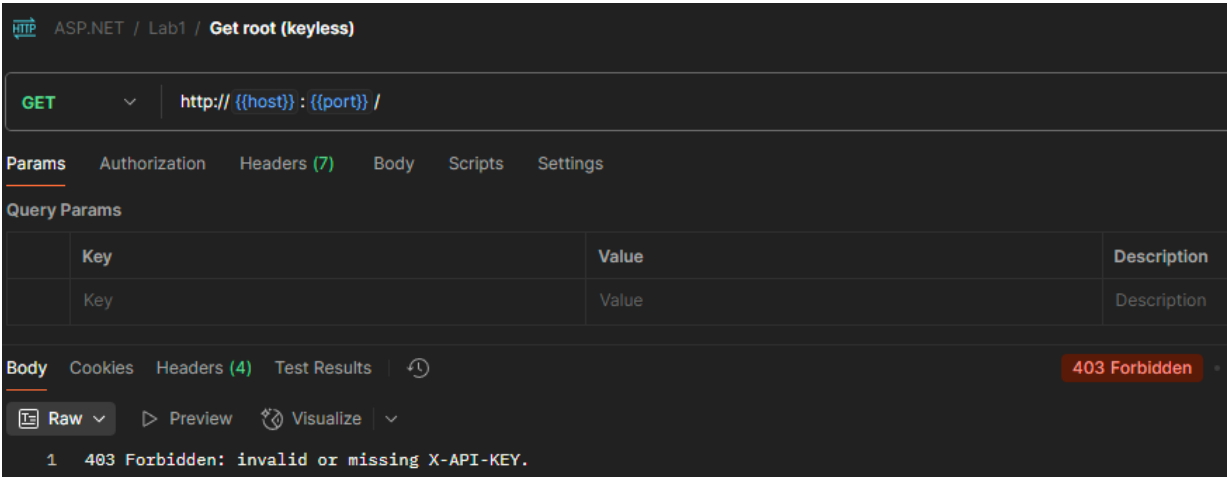 HTTP ASP.NET / Lab1 / Get root (keyless)
GET http:// {{host}} : {{port}} /
Params Authorization Headers (7) Body Scripts Settings
Query Params
Key Value Description
Key Value Description
Body Cookies Headers (4) Test Results 403 Forbidden
Raw Preview Visualize
1 403 Forbidden: invalid or missing X-API-KEY.